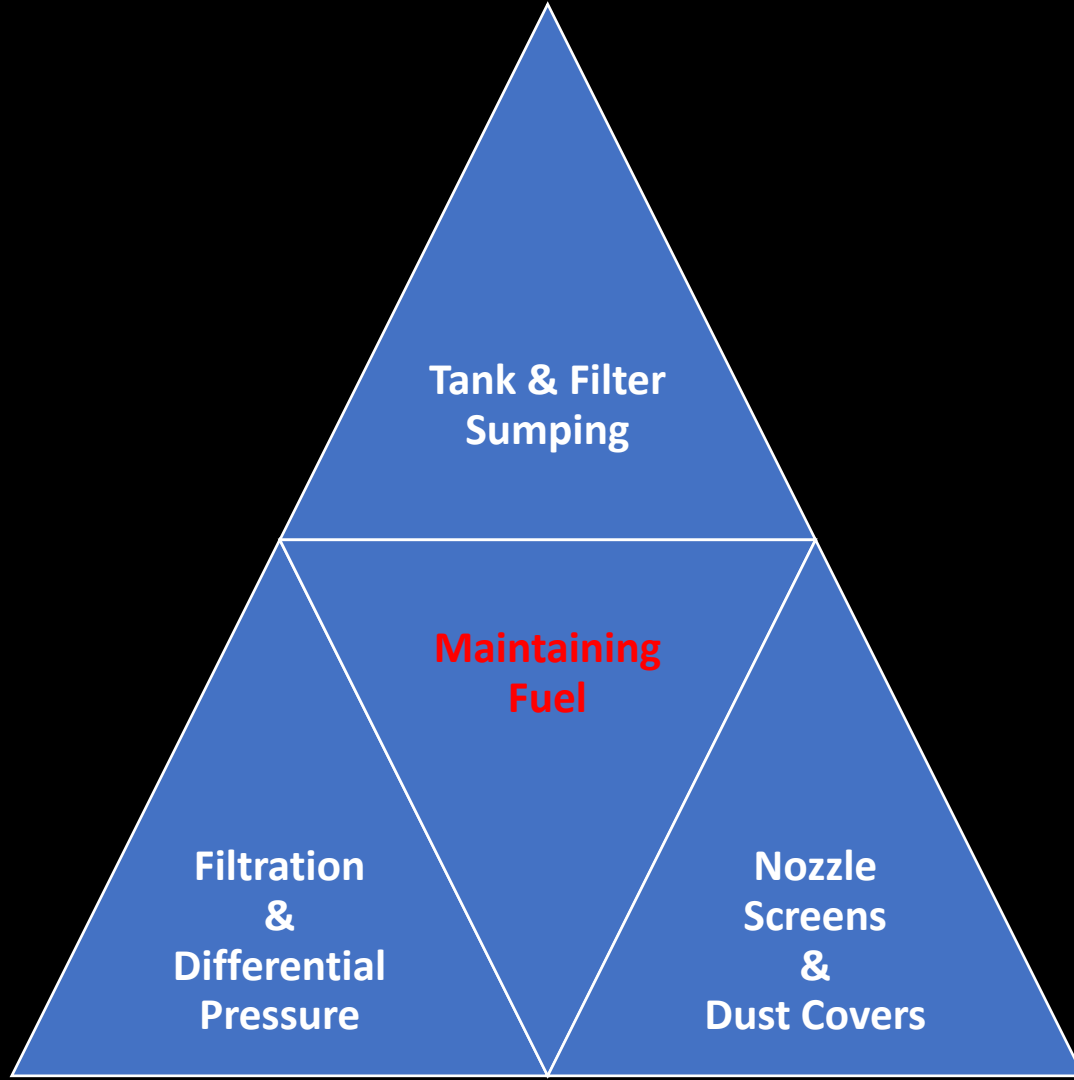 Tank & Filter
Sumping
Maintaining
Fuel
Filtration
&
Differential
Pressure
Nozzle
Screens
&
Dust Covers